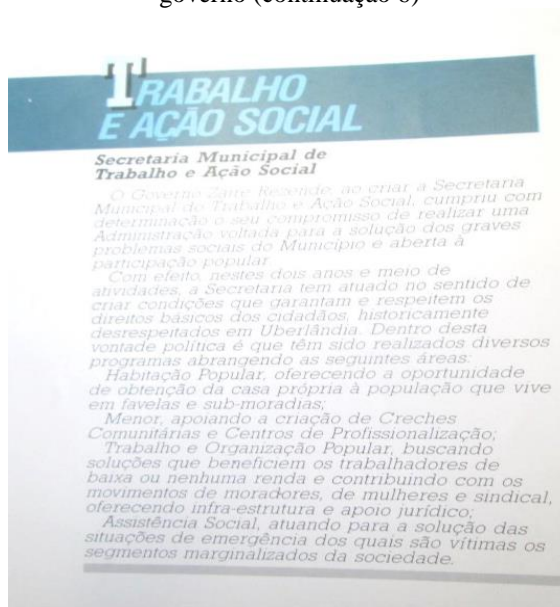 governo (continuação 6)
TRABALHO
E AÇÃO SOCIAL
Secretaria Municipal de
Trabalho e Ação Social
O Governo Zaire Rezende, ao criar a Secretaria
Municipal do Trabalho e Ação Social, cumpriu com
determinação o seu compromisso de realizar uma
Administração voltada para a solução dos graves
problemas sociais do Município e aberta à
participação popular
Com efeito, nestes dois anos e meio de
atividades, a Secretaria tem atuado no sentido de
criar condições que garantam e respeitem os
direitos básicos dos cidadãos, historicamente
desrespeitados em Uberlândia. Dentro desta
vontade política é que têm sido realizados diversos
programas abrangendo as seguintes áreas:
Habitação Popular, oferecendo a oportunidade
de obtenção da casa própria à população que vive
em favelas e sub-moradias;
Menor, apoiando a criação de Creches
Comunitárias e Centros de Profissionalização;
Trabalho e Organização Popular, buscando
soluções que beneficiem os trabalhadores de
baixa ou nenhuma renda e contribuindo com os
movimentos de moradores, de mulheres e sindical,
oferecendo infra-estrutura e apoio jurídico;
Assistência Social, atuando para a solução das
situações de emergência dos quais são vítimas os
segmentos marginalizados da sociedade.